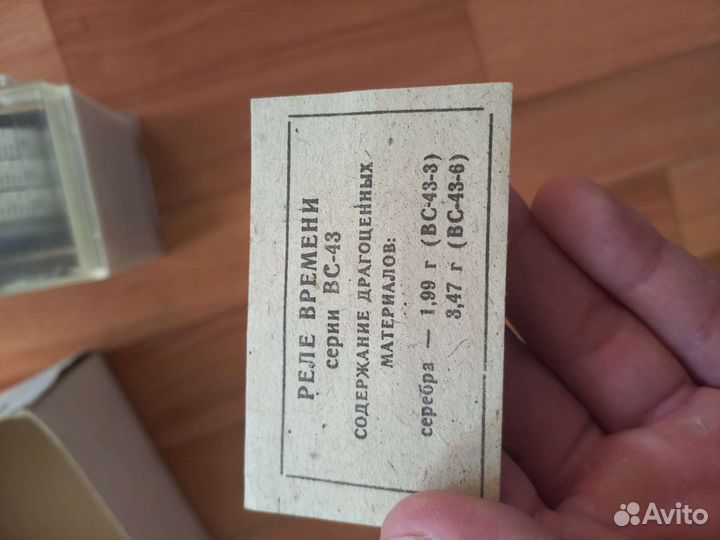 РЕЛЕ ВРЕМЕНИ
серии ВС-43
СОДЕРЖАНИЕ ДРАГОЦЕННЫХ
МАТЕРИАЛОВ:
серебра — 1,99 г (ВС-43-3)
3,47 г (ВС-43-6)
Avito